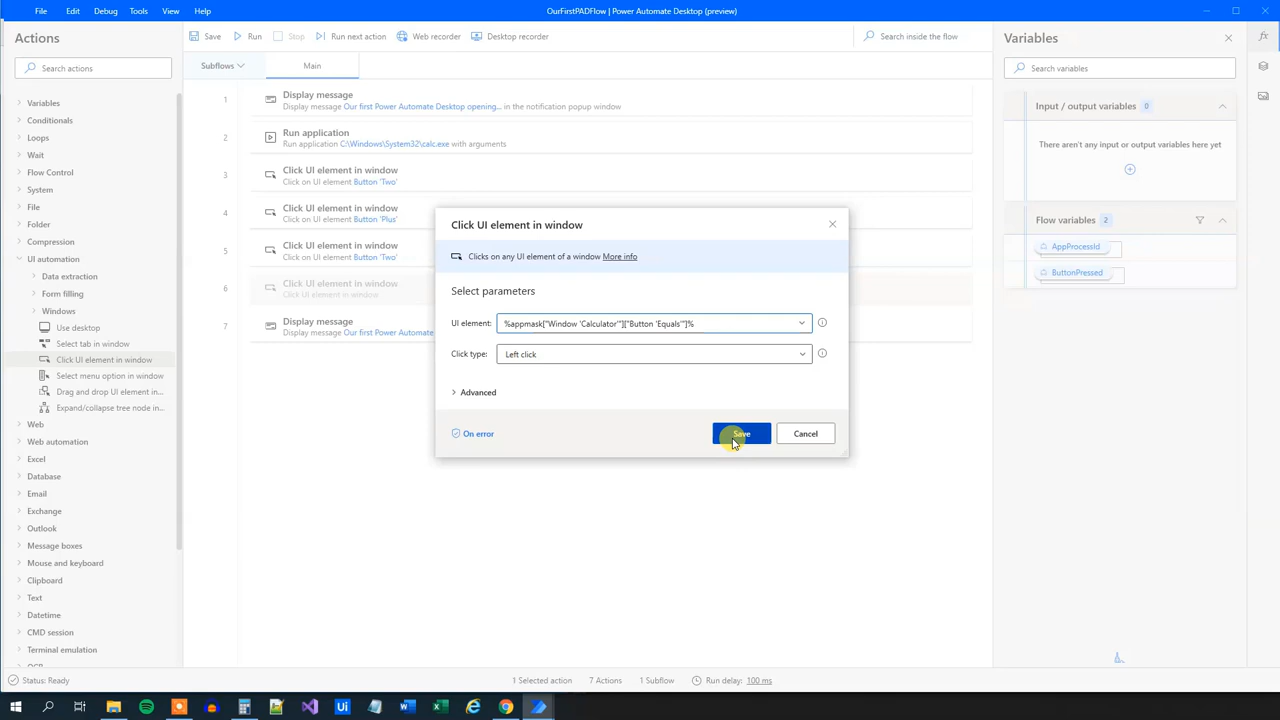 File Edit Debug Tools View Help
OurFirstPADFlow | Power Automate Desktop (preview)
Actions
Search actions
Variables
Conditionals
Loops
Wait
Flow Control
System
File
Folder
Compression
UI automation
Data extraction
Form filling
Windows
Use desktop
Select tab in window
Click UI element in window
Select menu option in window
Drag and drop UI element in...
Expand/collapse tree node in...
Web
Web automation
Excel
Database
Email
Exchange
Outlook
Message boxes
Mouse and keyboard
Clipboard
Text
Datetime
CMD session
Terminal emulation
OCR
Save Run Stop Run next action Web recorder Desktop recorder
Search inside the flow
Subflows Main
1 Display message
Display message Our first Power Automate Desktop opening... in the notification popup window
2 Run application
Run application C:\Windows\System32\calc.exe with arguments
3 Click UI element in window
Click on UI element Button 'Two'
4 Click UI element in window
Click on UI element Button 'Plus'
5 Click UI element in window
Click on UI element Button 'Two'
6 Click UI element in window
Click UI element in window
7 Display message
Display message Our first Power Automate
Click UI element in window
Clicks on any UI element of a window More info
Select parameters
UI element: %appmask["Window 'Calculator'"]["Button 'Equals'"]%
Click type: Left click
Advanced
On error
Save Cancel
Variables
Search variables
Input / output variables 0
There aren't any input or output variables here yet
Flow variables 2
AppProcessId
ButtonPressed
fx
Status: Ready
1 Selected action 7 Actions 1 Subflow Run delay: 100 ms
Ui